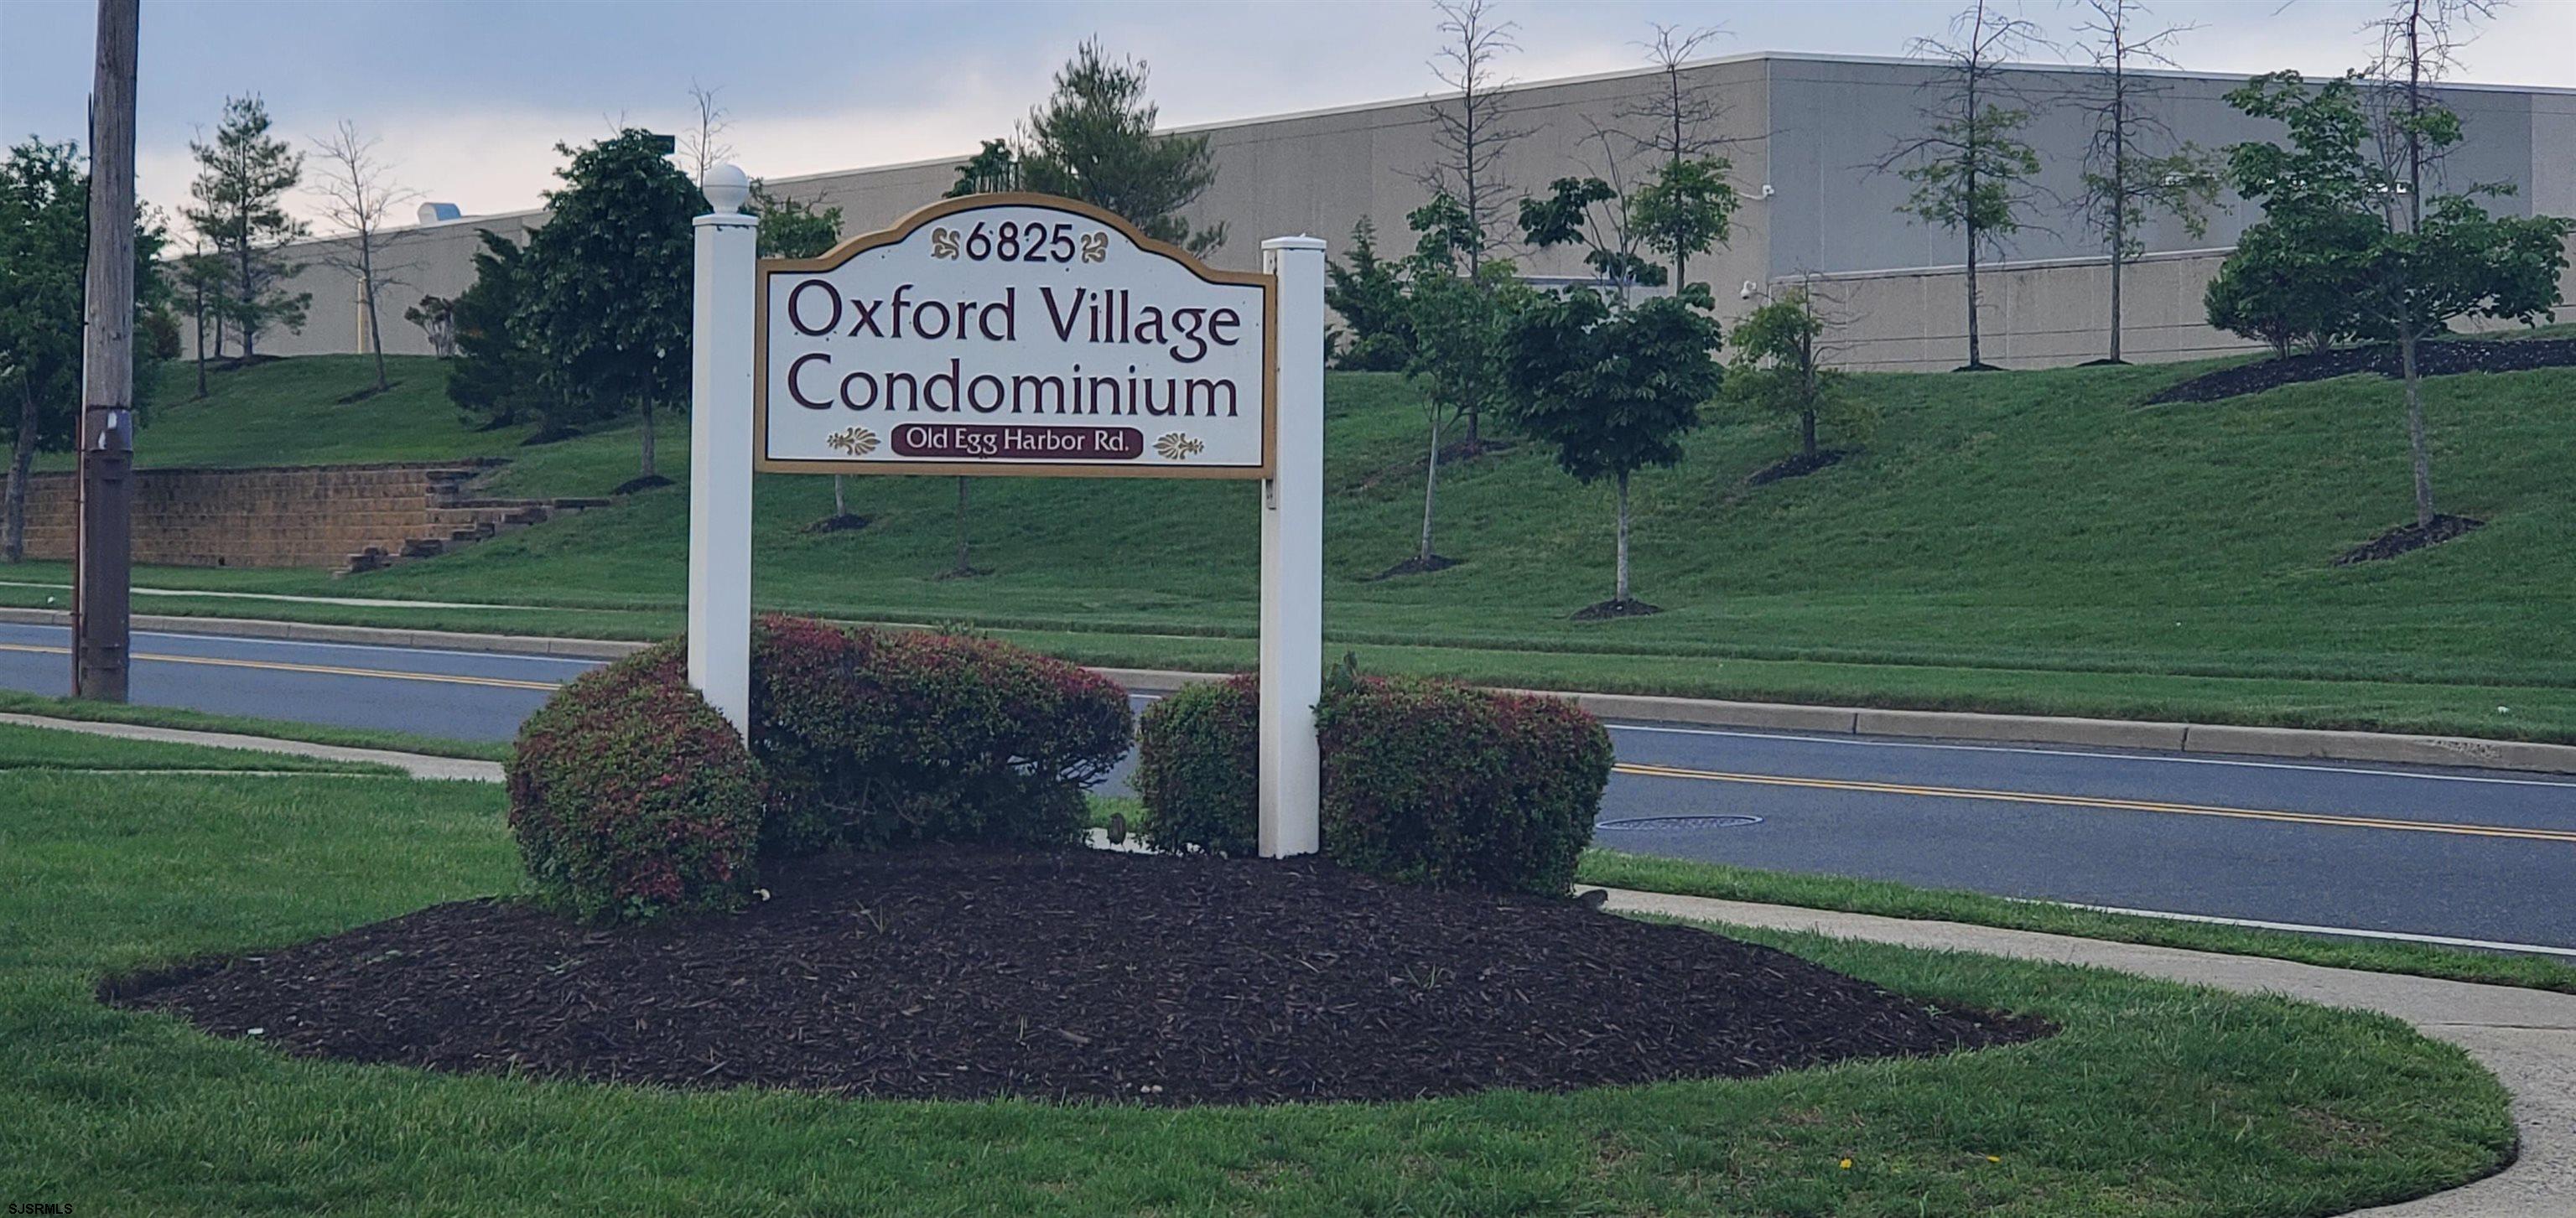 6825
Oxford Village
Condominium
Old Egg Harbor Rd.
SJSRMLS